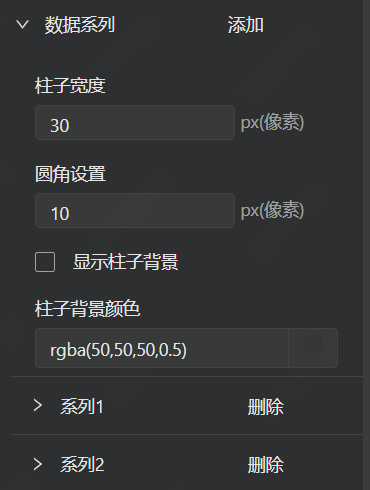 数据系列 添加
柱子宽度
30 px(像素)
圆角设置
10 px(像素)
显示柱子背景
柱子背景颜色
rgba(50,50,50,0.5)
系列1 删除
系列2 删除